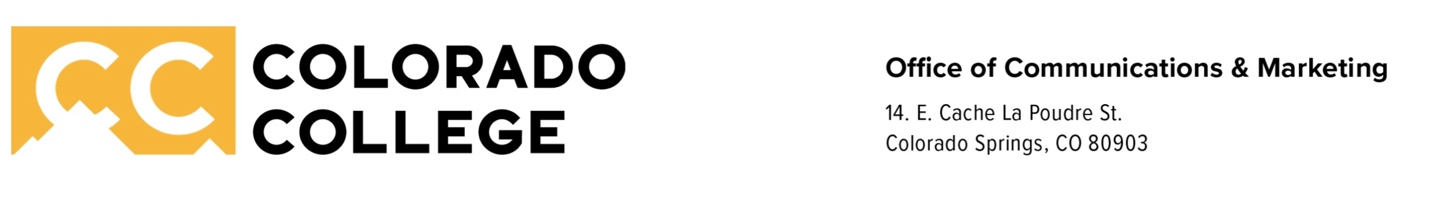 CC
COLORADO
COLLEGE
Office of Communications & Marketing
14. E. Cache La Poudre St.
Colorado Springs, CO 80903